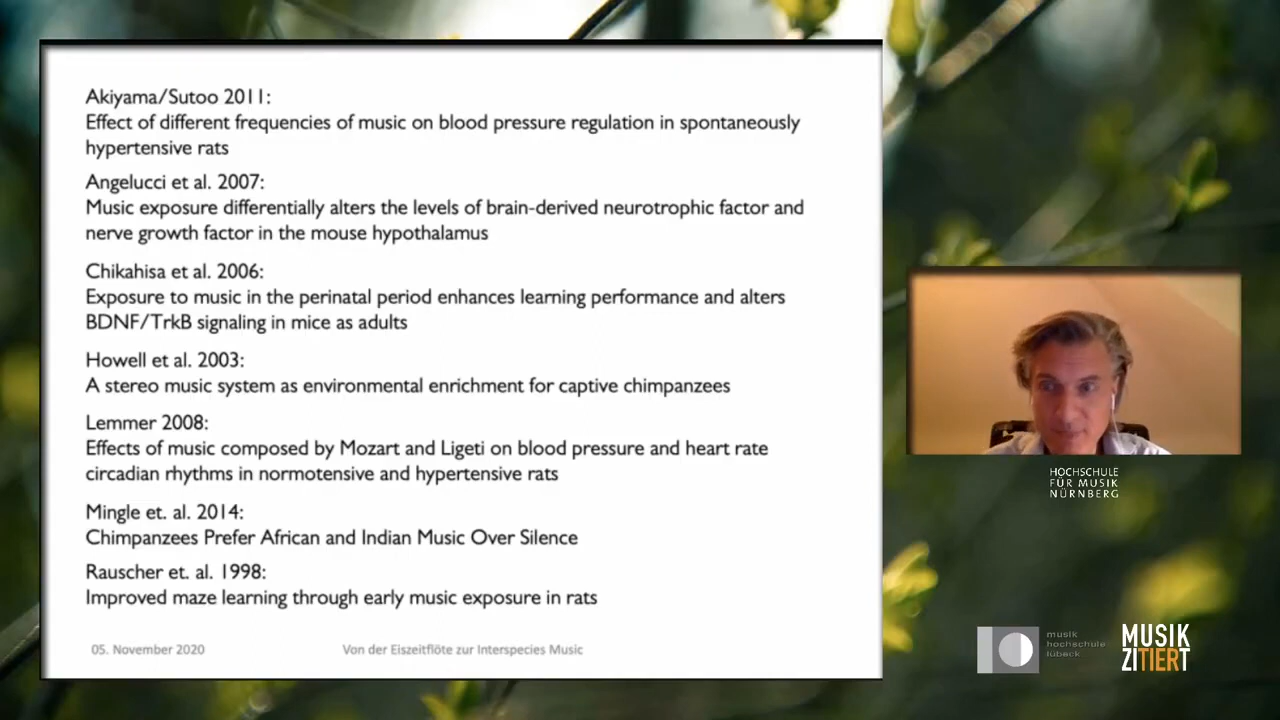 Akiyama/Sutoo 2011:
Effect of different frequencies of music on blood pressure regulation in spontaneously
hypertensive rats
Angelucci et al. 2007:
Music exposure differentially alters the levels of brain-derived neurotrophic factor and
nerve growth factor in the mouse hypothalamus
Chikahisa et al. 2006:
Exposure to music in the perinatal period enhances learning performance and alters
BDNF/TrkB signaling in mice as adults
Howell et al. 2003:
A stereo music system as environmental enrichment for captive chimpanzees
Lemmer 2008:
Effects of music composed by Mozart and Ligeti on blood pressure and heart rate
circadian rhythms in normotensive and hypertensive rats
Mingle et. al. 2014:
Chimpanzees Prefer African and Indian Music Over Silence
Rauscher et. al. 1998:
Improved maze learning through early music exposure in rats
05. November 2020
Von der Eiszeitflöte zur Interspecies Music
HOCHSCHULE
FÜR MUSIK
NÜRNBERG
musik
hochschule
lübeck
MUSIK
ZITIERT